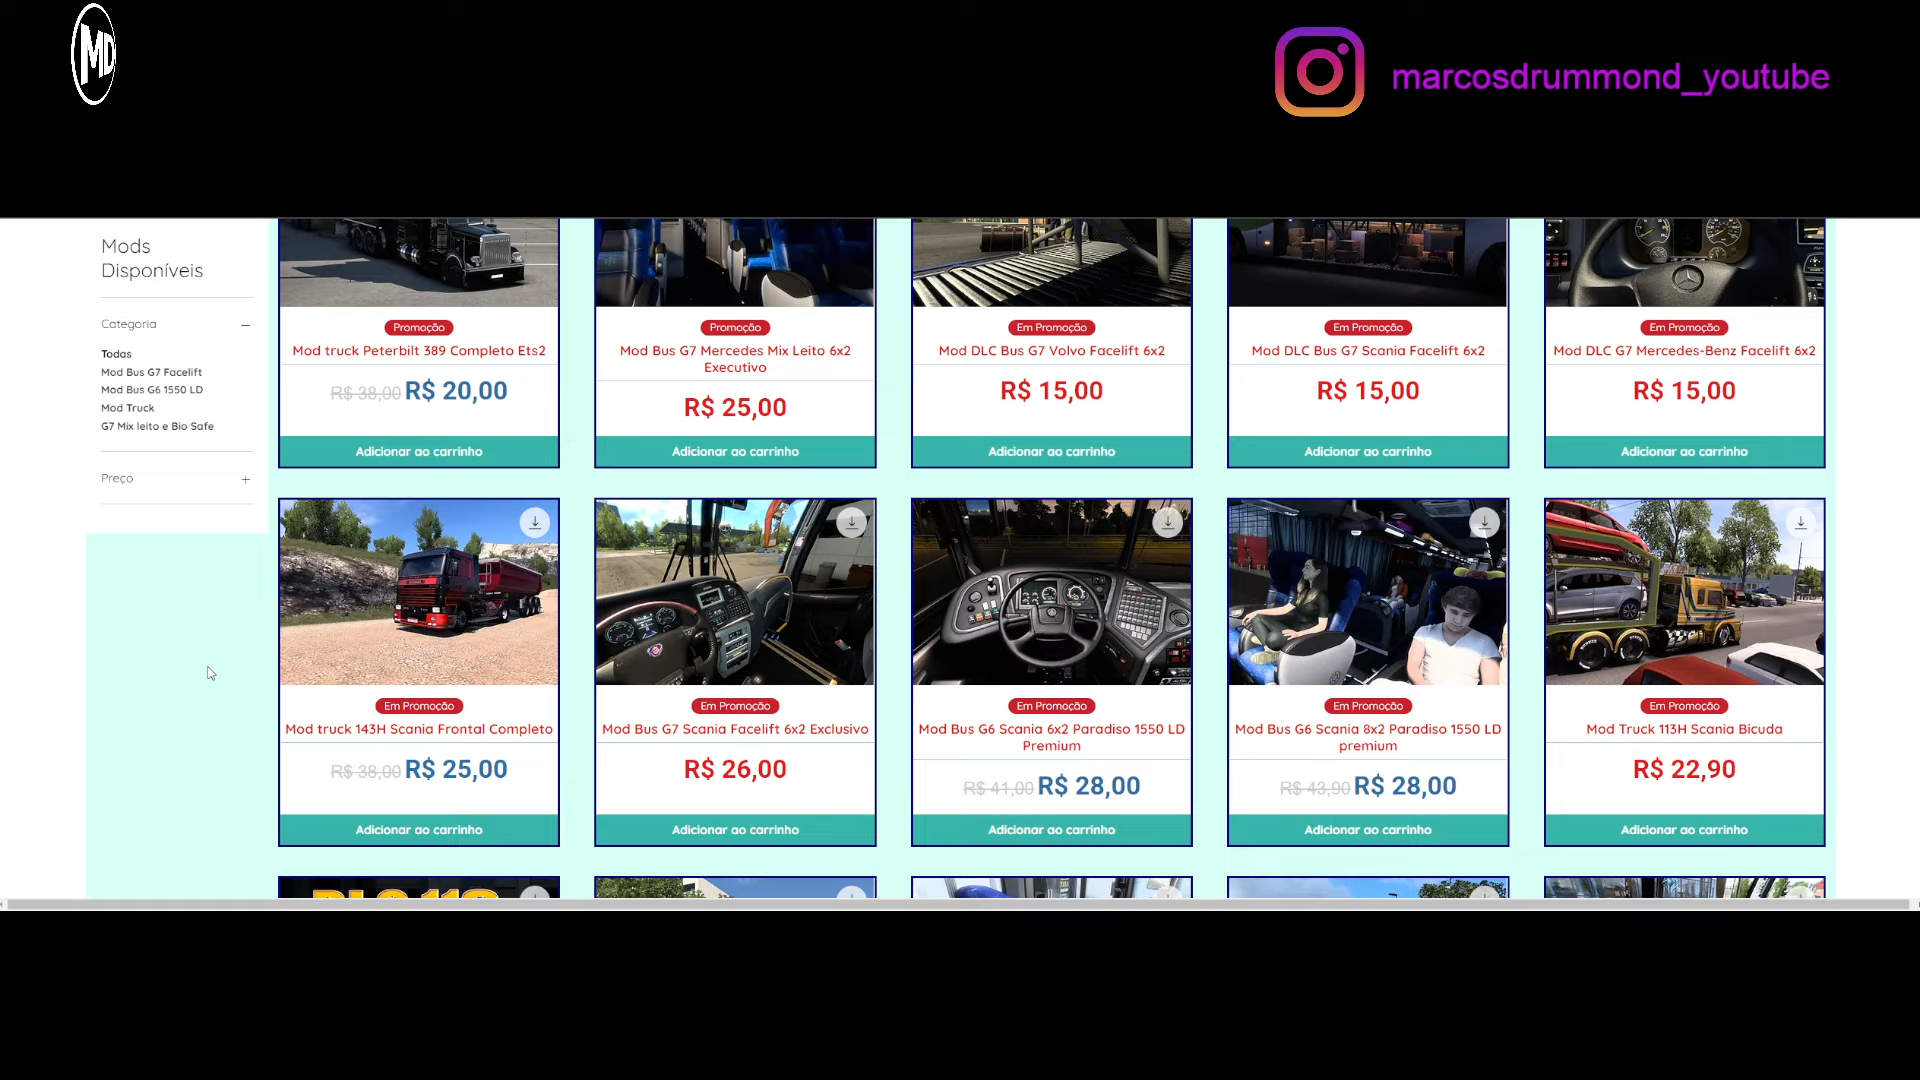 MD
marcosdrummond_youtube
Mods
Disponíveis
Categoria
Todas
Mod Bus G7 Facelift
Mod Bus G6 1550 LD
Mod Truck
G7 Mix leito e Bio Safe
Preço
Promoção
Mod truck Peterbilt 389 Completo Ets2
R$ 38,00 R$ 20,00
Adicionar ao carrinho
Promoção
Mod Bus G7 Mercedes Mix Leito 6x2
Executivo
R$ 25,00
Adicionar ao carrinho
Em Promoção
Mod DLC Bus G7 Volvo Facelift 6x2
R$ 15,00
Adicionar ao carrinho
Em Promoção
Mod DLC Bus G7 Scania Facelift 6x2
R$ 15,00
Adicionar ao carrinho
Em Promoção
Mod DLC G7 Mercedes-Benz Facelift 6x2
R$ 15,00
Adicionar ao carrinho
Em Promoção
Mod truck 143H Scania Frontal Completo
R$ 38,00 R$ 25,00
Adicionar ao carrinho
Em Promoção
Mod Bus G7 Scania Facelift 6x2 Exclusivo
R$ 26,00
Adicionar ao carrinho
Em Promoção
Mod Bus G6 Scania 6x2 Paradiso 1550 LD
Premium
R$ 41,00 R$ 28,00
Adicionar ao carrinho
Em Promoção
Mod Bus G6 Scania 8x2 Paradiso 1550 LD
premium
R$ 43,90 R$ 28,00
Adicionar ao carrinho
Em Promoção
Mod Truck 113H Scania Bicuda
R$ 22,90
Adicionar ao carrinho